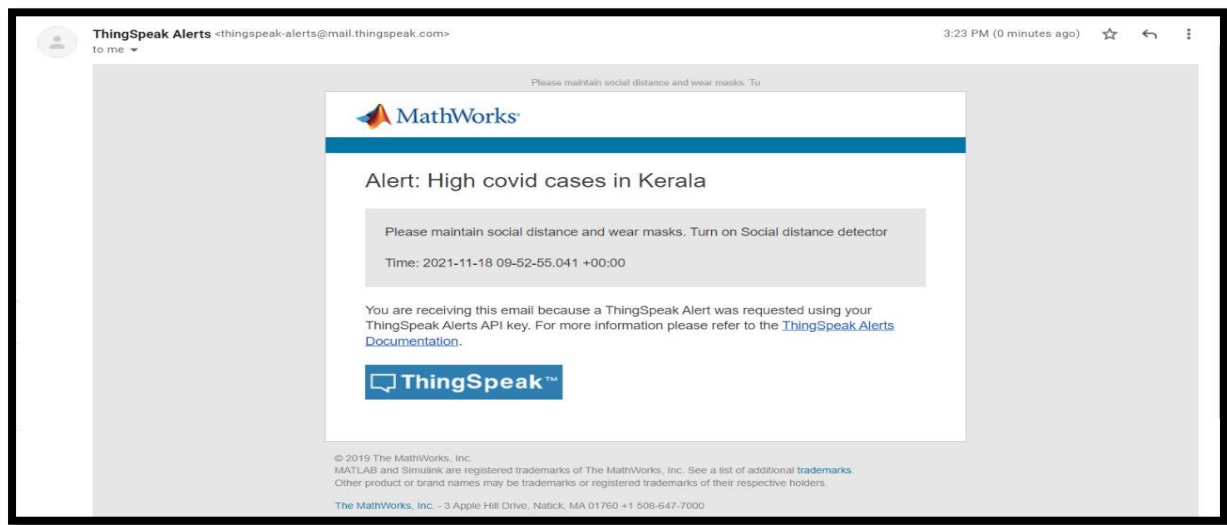 ThingSpeak Alerts <thingspeak-alerts@mail.thingspeak.com>
3:23 PM (0 minutes ago)
to me
Please maintain social distance and wear masks. Tu
MathWorks®
Alert: High covid cases in Kerala
Please maintain social distance and wear masks. Turn on Social distance detector
Time: 2021-11-18 09-52-55.041 +00:00
You are receiving this email because a ThingSpeak Alert was requested using your
ThingSpeak Alerts API key. For more information please refer to the ThingSpeak Alerts
Documentation.
ThingSpeak™
© 2019 The MathWorks, Inc.
MATLAB and Simulink are registered trademarks of The MathWorks, Inc. See a list of additional trademarks.
Other product or brand names may be trademarks or registered trademarks of their respective holders.
The MathWorks, Inc. - 3 Apple Hill Drive, Natick, MA 01760 +1 508-647-7000